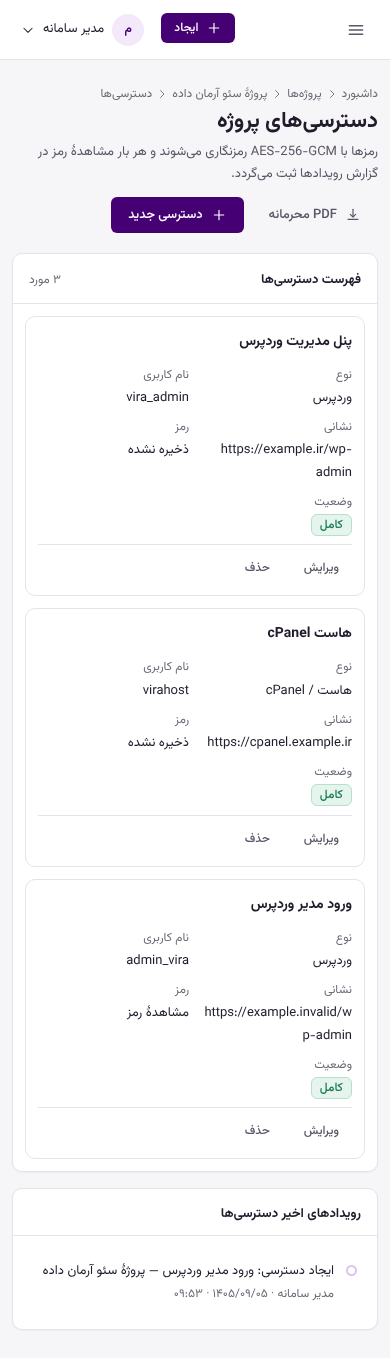 ایجاد
م
مدیر سامانه
داشبورد
پروژه‌ها
پروژهٔ سئو آرمان داده
دسترسی‌ها
دسترسی‌های پروژه
رمزها با AES-256-GCM رمزنگاری می‌شوند و هر بار مشاهدهٔ رمز در
گزارش رویدادها ثبت می‌گردد.
PDF محرمانه
دسترسی جدید
فهرست دسترسی‌ها
۳ مورد
پنل مدیریت وردپرس
نوع
وردپرس
نام کاربری
vira_admin
نشانی
https://example.ir/wp-
admin
رمز
ذخیره نشده
وضعیت
کامل
ویرایش
حذف
هاست cPanel
نوع
هاست / cPanel
نام کاربری
virahost
نشانی
https://cpanel.example.ir
رمز
ذخیره نشده
وضعیت
کامل
ویرایش
حذف
ورود مدیر وردپرس
نوع
وردپرس
نام کاربری
admin_vira
نشانی
https://example.invalid/w
p-admin
رمز
مشاهدهٔ رمز
وضعیت
کامل
ویرایش
حذف
رویدادهای اخیر دسترسی‌ها
ایجاد دسترسی: ورود مدیر وردپرس — پروژهٔ سئو آرمان داده
مدیر سامانه · ۱۴۰۵/۰۹/۰۵ · ۰۹:۵۳